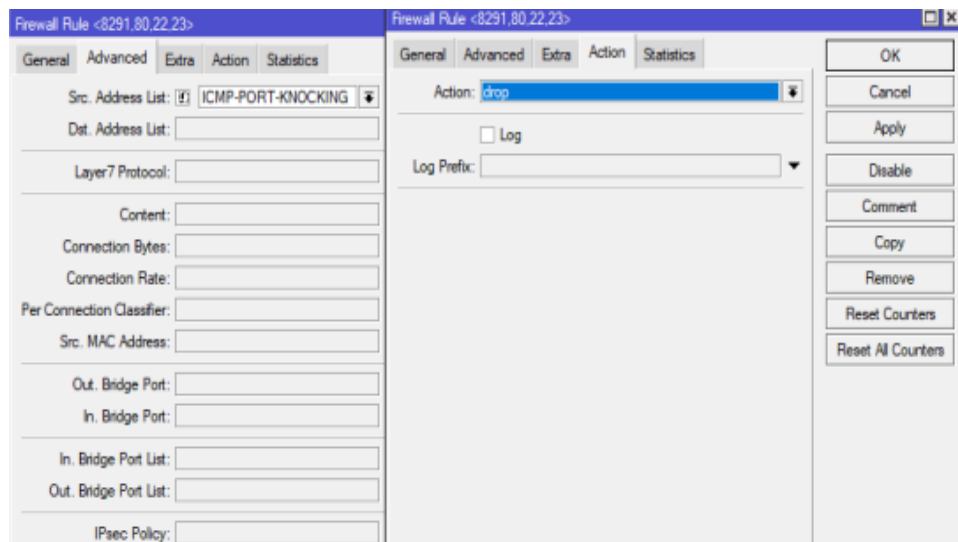 Firewall Rule <8291,80,22,23>
General Advanced Extra Action Statistics
Src. Address List: ! ICMP-PORT-KNOCKING
Dst. Address List:
Layer7 Protocol:
Content:
Connection Bytes:
Connection Rate:
Per Connection Classifier:
Src. MAC Address:
Out. Bridge Port:
In. Bridge Port:
In. Bridge Port List:
Out. Bridge Port List:
IPsec Policy:
Firewall Rule <8291,80,22,23>
General Advanced Extra Action Statistics
Action: drop
Log
Log Prefix:
OK
Cancel
Apply
Disable
Comment
Copy
Remove
Reset Counters
Reset All Counters